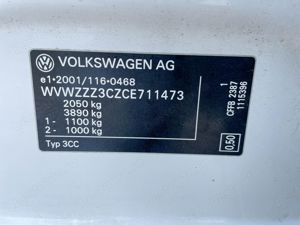 VOLKSWAGEN AG
e1*2001/116*0468
WVWZZZ3CZCE711473
2050 kg
3890 kg
1 - 1100 kg
2 - 1000 kg
Typ 3CC
1
CFFB 2387
1115396
0.50